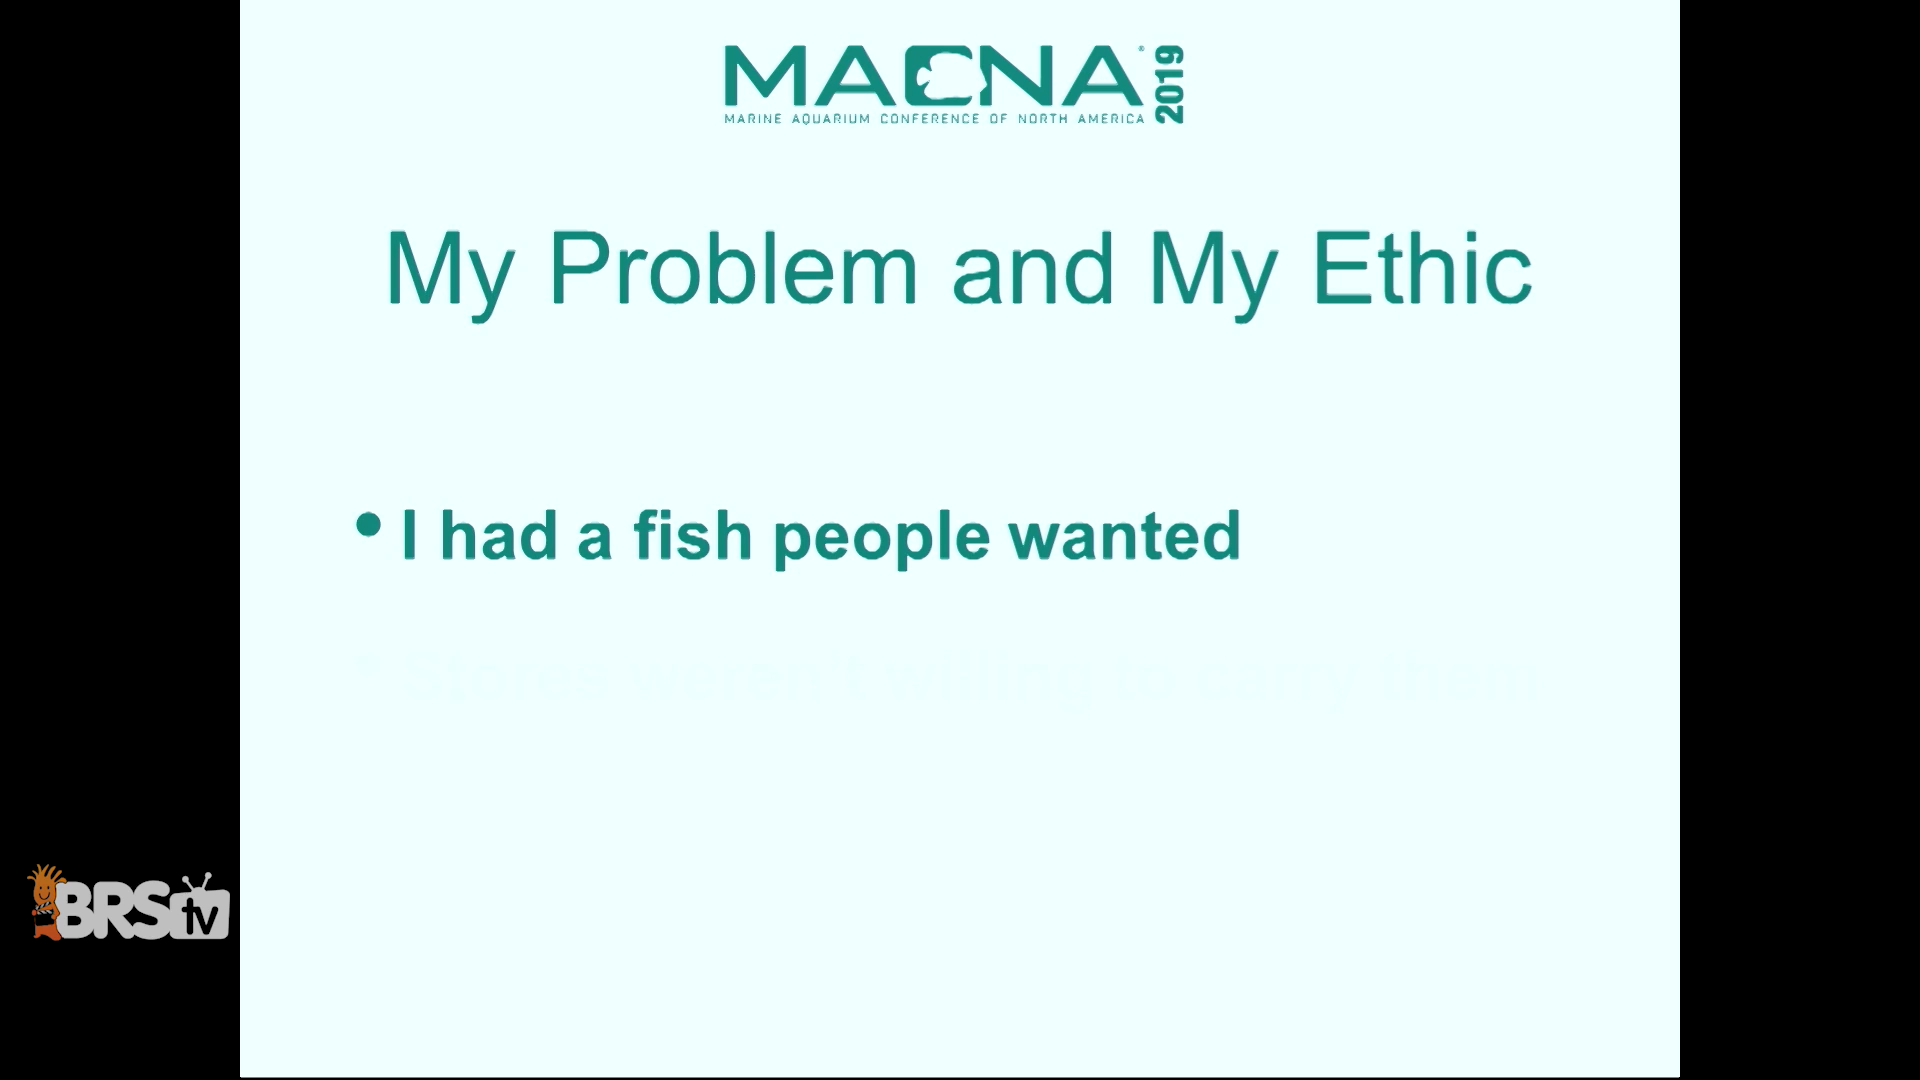 MACNA® 2019
MARINE AQUARIUM CONFERENCE OF NORTH AMERICA
My Problem and My Ethic
• I had a fish people wanted
BRStv